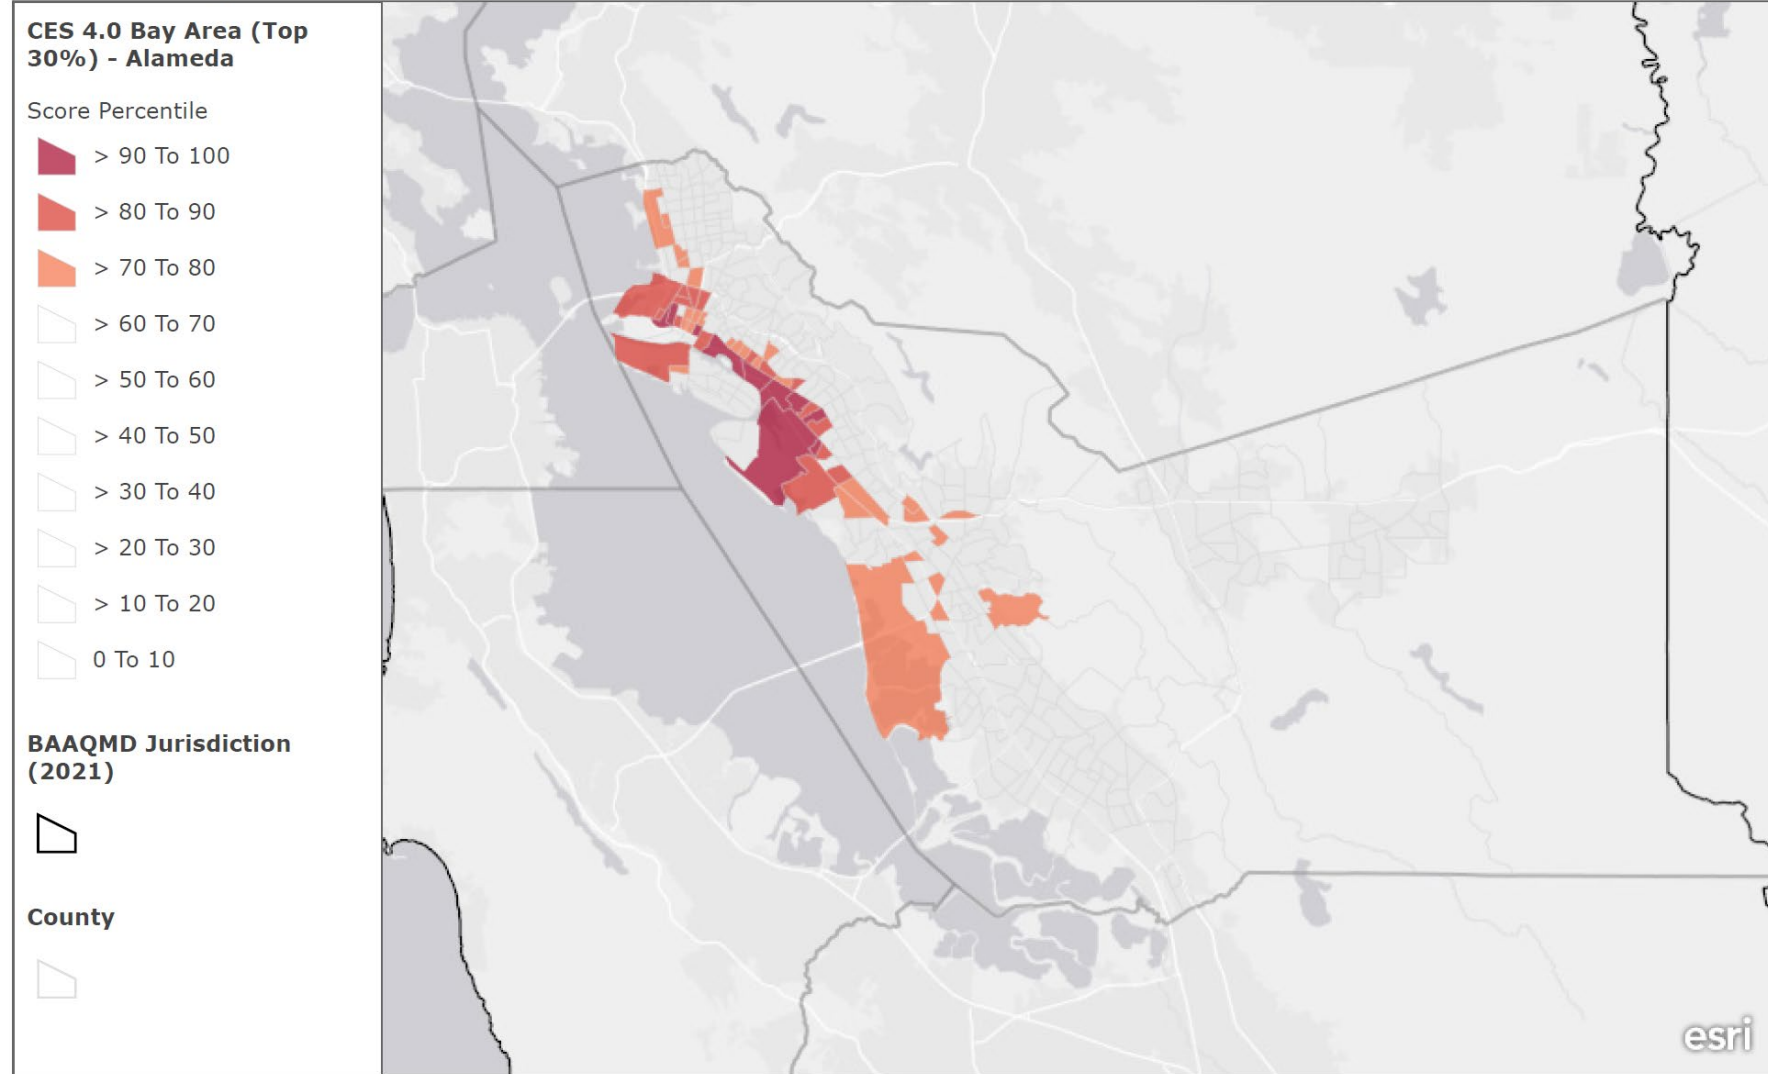 CES 4.0 Bay Area (Top
30%) - Alameda
Score Percentile
> 90 To 100
> 80 To 90
> 70 To 80
> 60 To 70
> 50 To 60
> 40 To 50
> 30 To 40
> 20 To 30
> 10 To 20
0 To 10
BAAQMD Jurisdiction
(2021)
County
esri